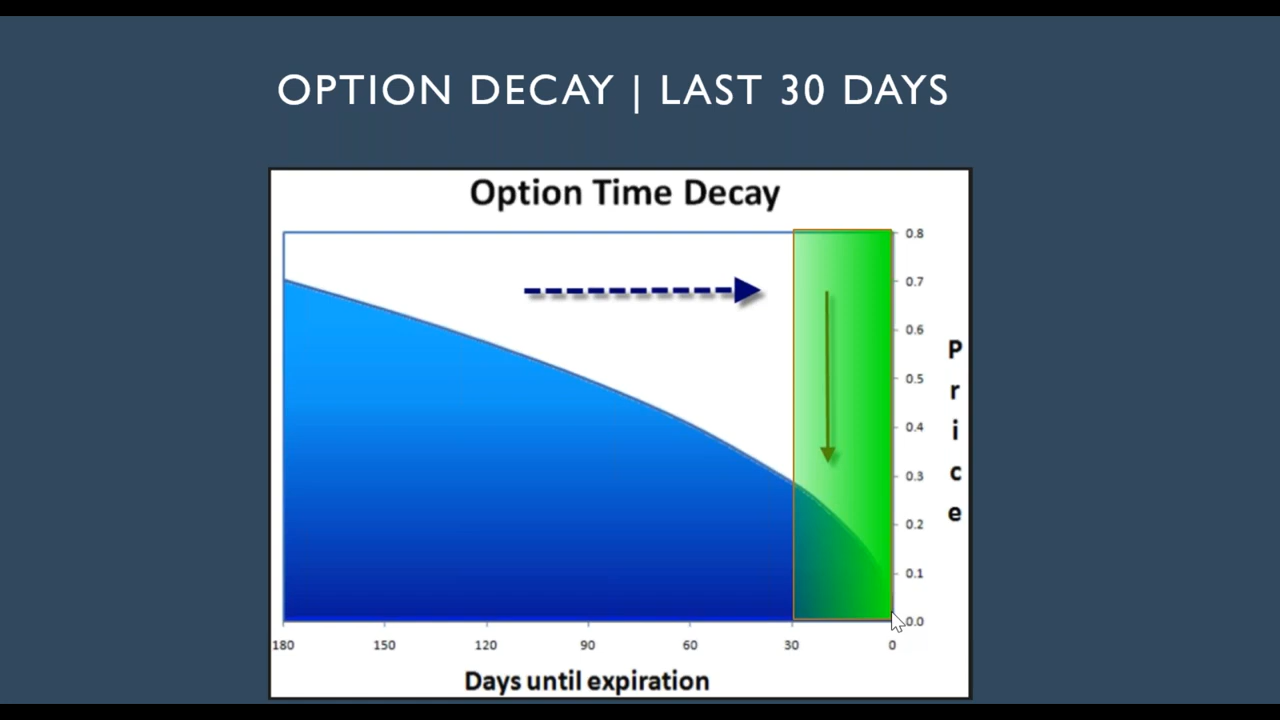 OPTION DECAY | LAST 30 DAYS
Option Time Decay
0.8
0.7
0.6
0.5
0.4
0.3
0.2
0.1
0.0
Price
180 150 120 90 60 30 0
Days until expiration